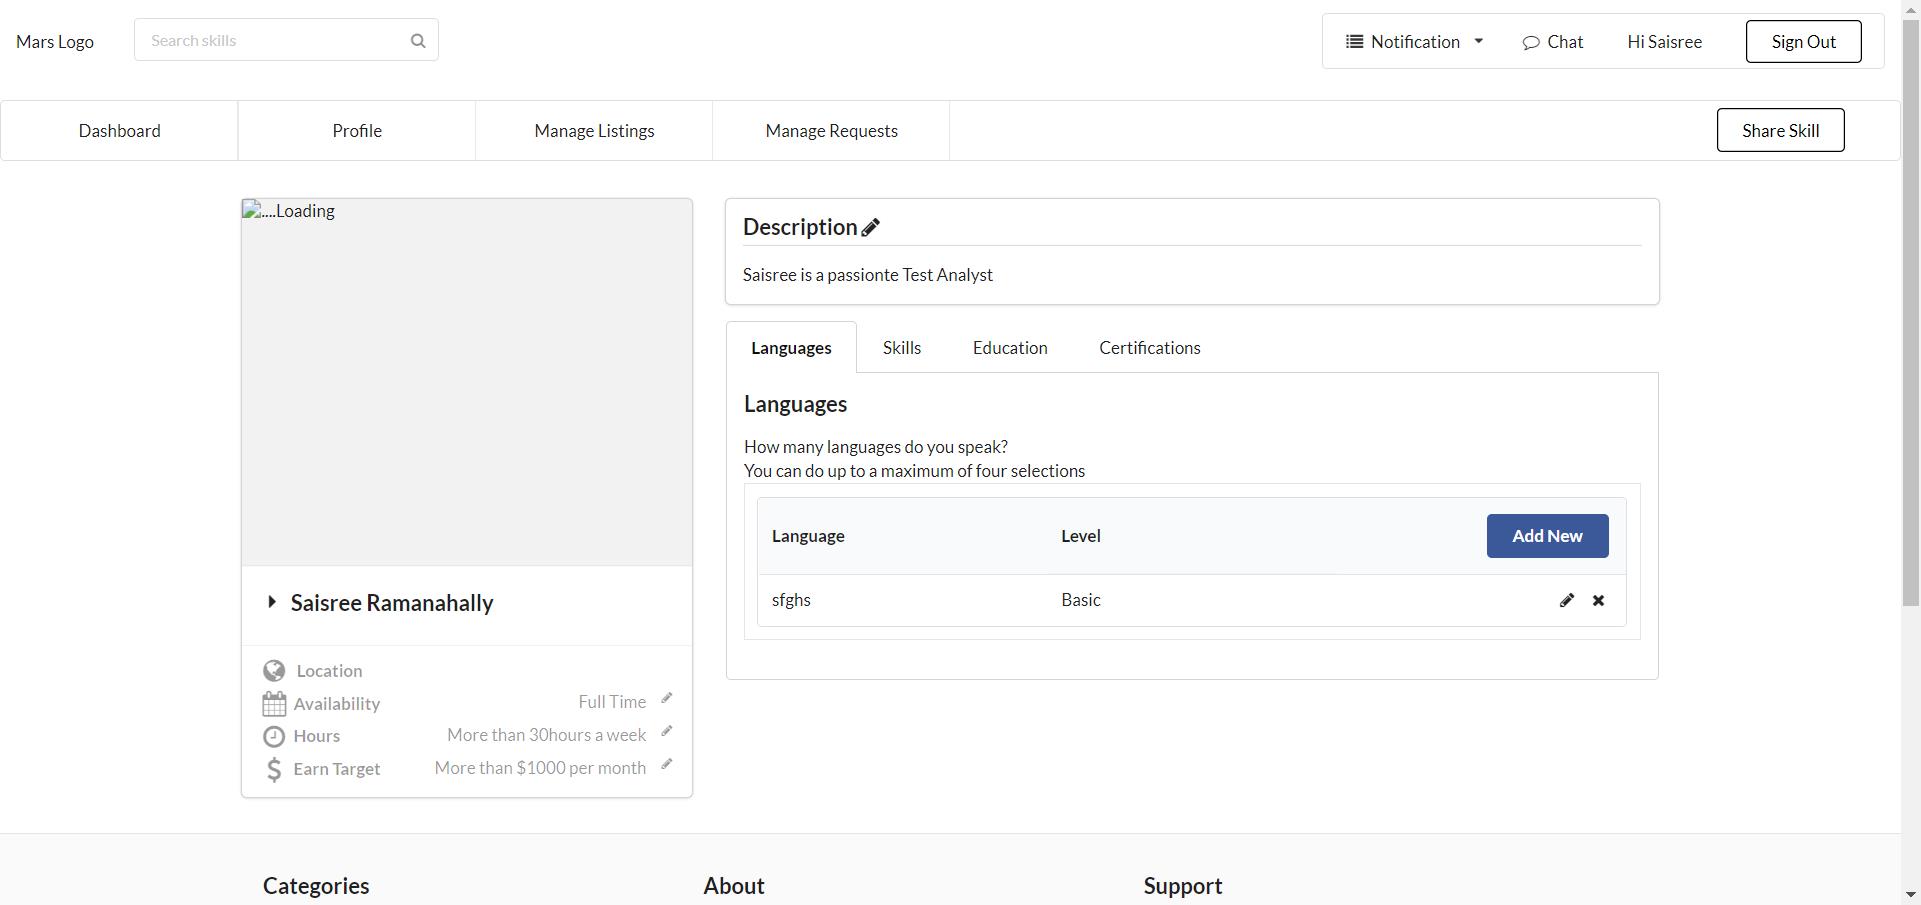 Mars Logo
Search skills
Notification
Chat
Hi Saisree
Sign Out
Dashboard
Profile
Manage Listings
Manage Requests
Share Skill
....Loading
Saisree Ramanahally
Location
Availability Full Time
Hours More than 30hours a week
Earn Target More than $1000 per month
Description
Saisree is a passionte Test Analyst
Languages Skills Education Certifications
Languages
How many languages do you speak?
You can do up to a maximum of four selections
Language Level Add New
sfghs Basic
Categories About Support